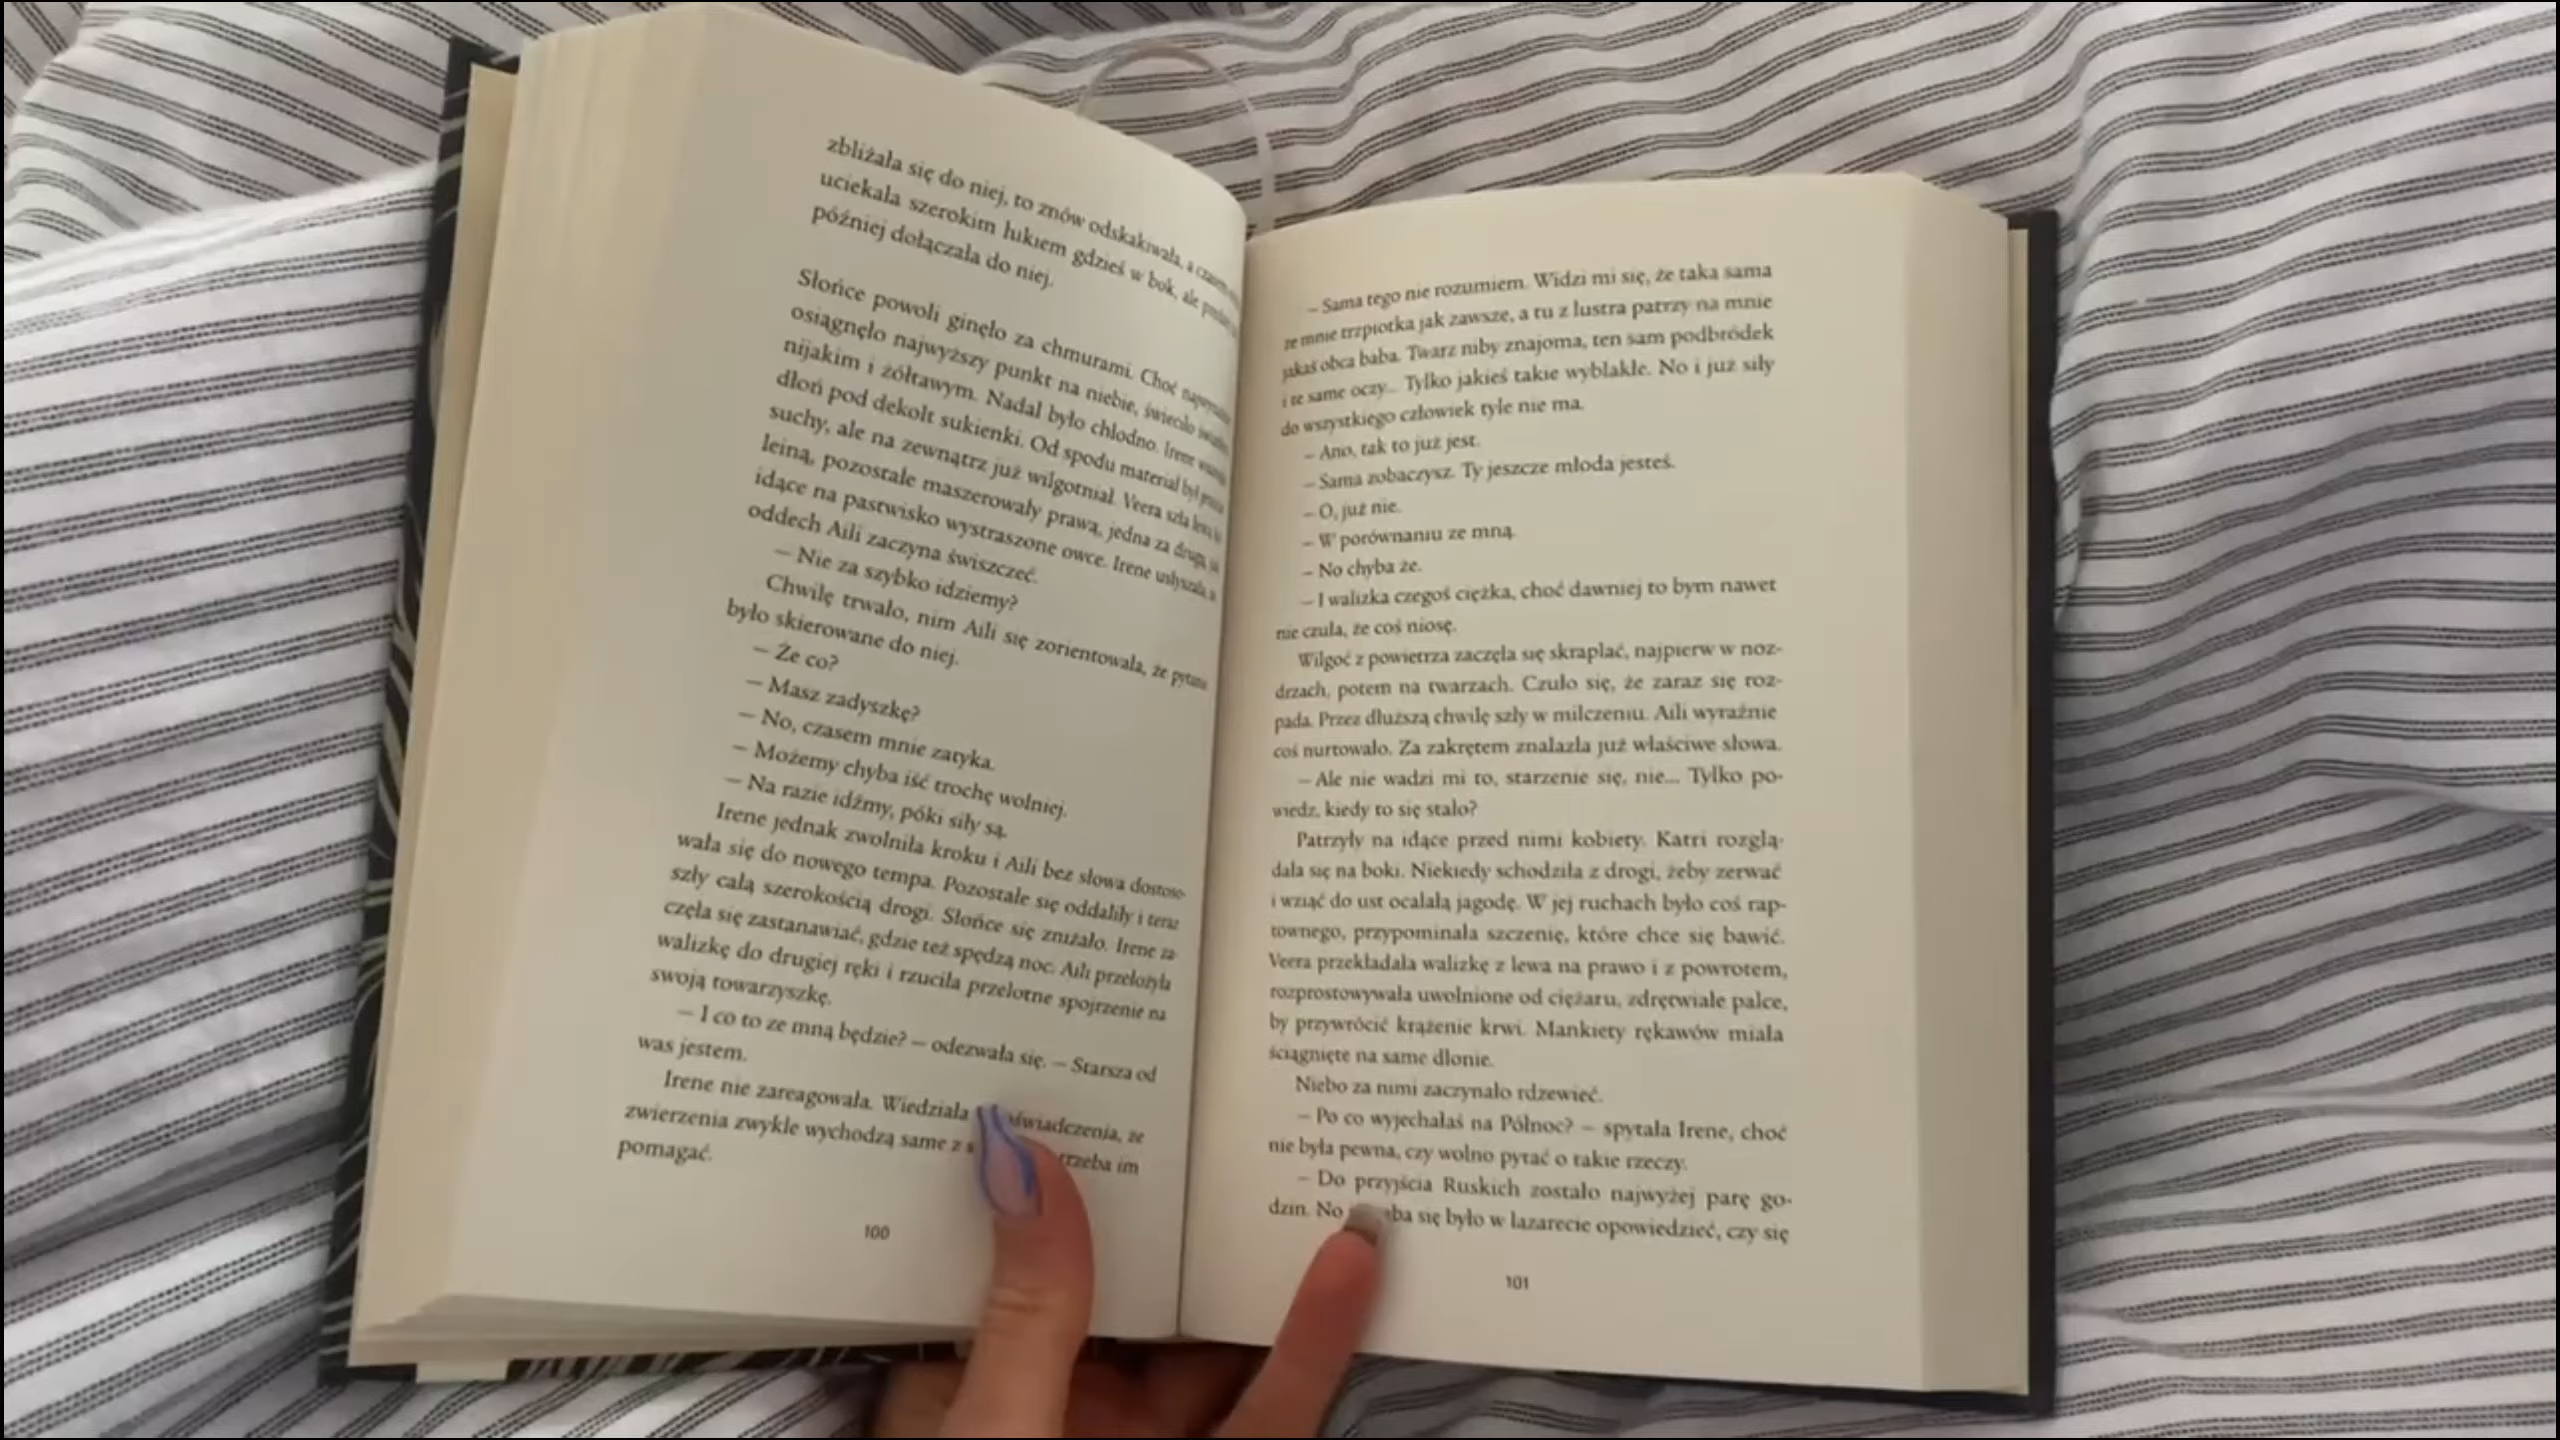 zbliżała się do niej, to znów odskakiwała, a czasem
uciekała szerokim łukiem gdzieś w bok, ale
później dołączała do niej.
Słońce powoli ginęło za chmurami. Choć
osiągnęło najwyższy punkt na niebie, świeciło
nijakim i żółtawym. Nadal było chłodno. Irene
dłoń pod dekolt sukienki. Od spodu materiał był
suchy, ale na zewnątrz już wilgotniał. Veera szła lewą
leiną, pozostałe maszerowały prawą, jedna za drugą,
idące na pastwisko wystraszone owce. Irene usłyszała,
oddech Aili zaczyna świszczeć.
– Nie za szybko idziemy?
Chwilę trwało, nim Aili się zorientowała, że pytanie
było skierowane do niej.
– Że co?
– Masz zadyszkę?
– No, czasem mnie zatyka.
– Możemy chyba iść trochę wolniej.
– Na razie idźmy, póki siły są.
Irene jednak zwolniła kroku i Aili bez słowa dostoso-
wała się do nowego tempa. Pozostałe się oddaliły i teraz
szły całą szerokością drogi. Słońce się zniżało. Irene za-
częła się zastanawiać, gdzie też spędzą noc. Aili przełożyła
walizkę do drugiej ręki i rzuciła przelotne spojrzenie na
swoją towarzyszkę.
– I co to ze mną będzie? – odezwała się. – Starsza od
was jestem.
Irene nie zareagowała. Wiedziała doświadczenia, że
zwierzenia zwykle wychodzą same z trzeba im
pomagać.
100
– Sama tego nie rozumiem. Widzi mi się, że taka sama
ze mnie trzpiotka jak zawsze, a tu z lustra patrzy na mnie
jakaś obca baba. Twarz niby znajoma, ten sam podbródek
i te same oczy... Tylko jakieś takie wyblakłe. No i już siły
do wszystkiego człowiek tyle nie ma.
– Ano, tak to już jest.
– Sama zobaczysz. Ty jeszcze młoda jesteś.
– O, już nie.
– W porównaniu ze mną.
– No chyba że.
– I walizka czegoś ciężka, choć dawniej to bym nawet
nie czuła, że coś niosę.
Wilgoć z powietrza zaczęła się skraplać, najpierw w noz-
drzach, potem na twarzach. Czuło się, że zaraz się roz-
pada. Przez dłuższą chwilę szły w milczeniu. Aili wyraźnie
coś nurtowało. Za zakrętem znalazła już właściwe słowa.
– Ale nie wadzi mi to, starzenie się, nie... Tylko po-
wiedz, kiedy to się stało?
Patrzyły na idące przed nimi kobiety. Katri rozglą-
dała się na boki. Niekiedy schodziła z drogi, żeby zerwać
i wziąć do ust ocalałą jagodę. W jej ruchach było coś rap-
townego, przypominała szczenię, które chce się bawić.
Veera przekładała walizkę z lewa na prawo i z powrotem,
rozprostowywała uwolnione od ciężaru, zdrętwiałe palce,
by przywrócić krążenie krwi. Mankiety rękawów miała
ściągnięte na same dłonie.
Niebo za nimi zaczynało rdzewieć.
– Po co wyjechałaś na Północ? – spytała Irene, choć
nie była pewna, czy wolno pytać o takie rzeczy.
– Do przyjścia Ruskich zostało najwyżej parę go-
dzin. No się było w lazarecie opowiedzieć, czy się
101